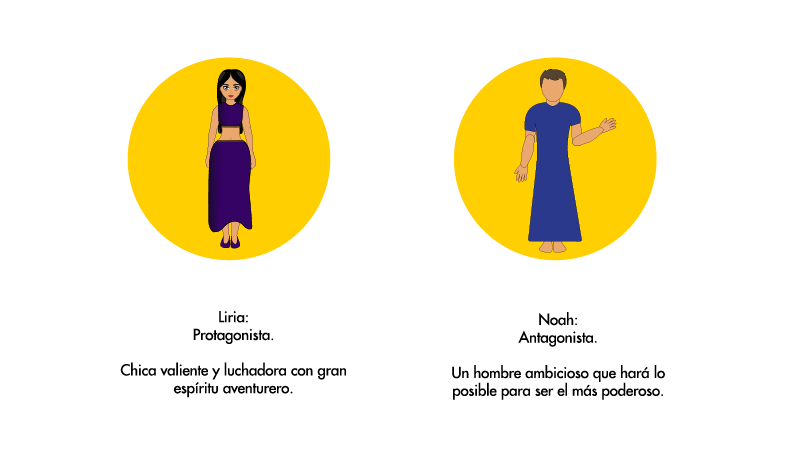 Liria:
Protagonista.
Chica valiente y luchadora con gran
espíritu aventurero.
Noah:
Antagonista.
Un hombre ambicioso que hará lo
posible para ser el más poderoso.